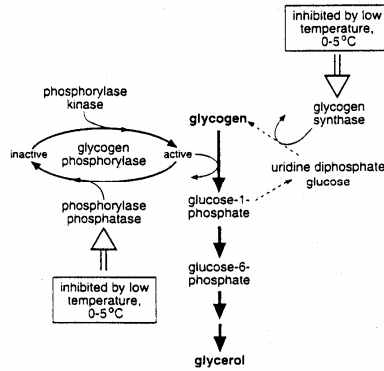 inhibited by low
temperature,
0-5°C
phosphorylase
kinase
glycogen
glycogen
synthase
inactive
glycogen
phosphorylase
active
uridine diphosphate
glucose
phosphorylase
phosphatase
glucose-1-
phosphate
inhibited by low
temperature,
0-5°C
glucose-6-
phosphate
glycerol